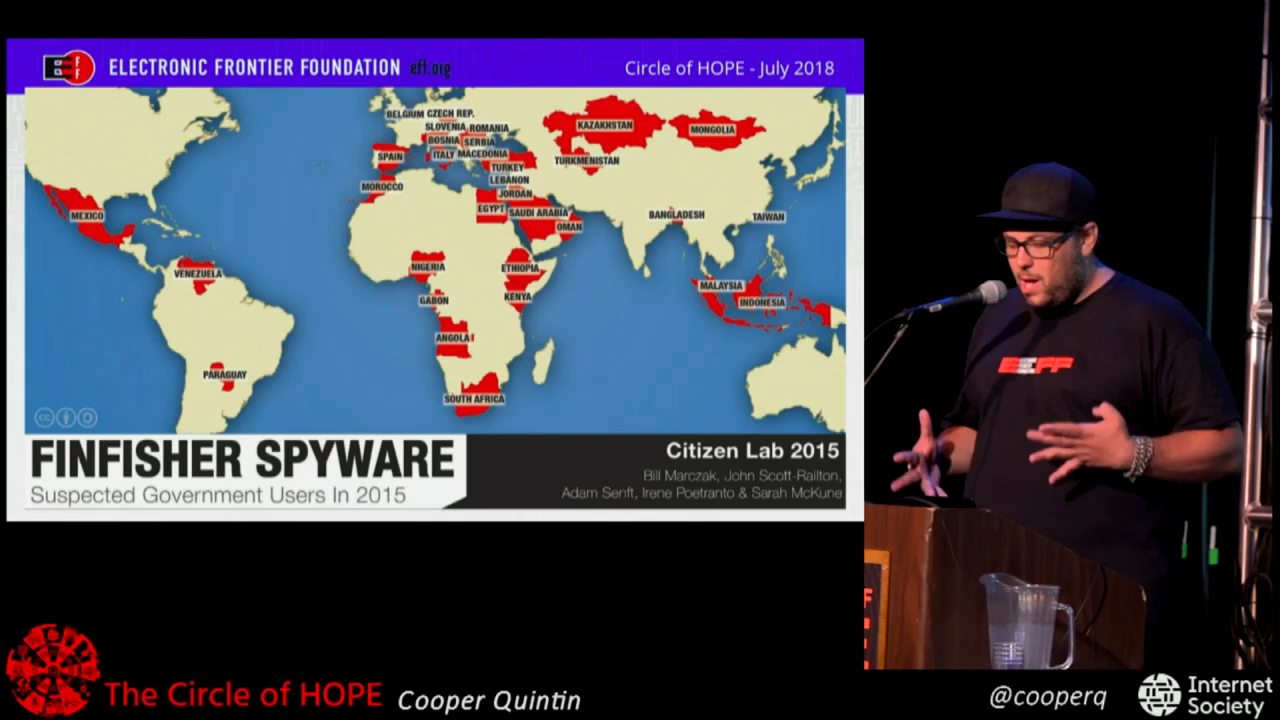 ELECTRONIC FRONTIER FOUNDATION eff.org
Circle of HOPE - July 2018
BELGIUM CZECH REP.
SLOVENIA ROMANIA
BOSNIA SERBIA
ITALY MACEDONIA
SPAIN
TURKEY
LEBANON
JORDAN
MOROCCO
EGYPT SAUDI ARABIA
OMAN
KAZAKHSTAN
MONGOLIA
TURKMENISTAN
BANGLADESH
TAIWAN
MEXICO
VENEZUELA
NIGERIA
ETHIOPIA
GABON
KENYA
MALAYSIA
INDONESIA
ANGOLA
PARAGUAY
SOUTH AFRICA
cc
FINFISHER SPYWARE
Suspected Government Users In 2015
Citizen Lab 2015
Bill Marczak, John Scott-Railton,
Adam Senft, Irene Poetranto & Sarah McKune
EFF
The Circle of HOPE
Cooper Quintin
@cooperq
Internet
Society